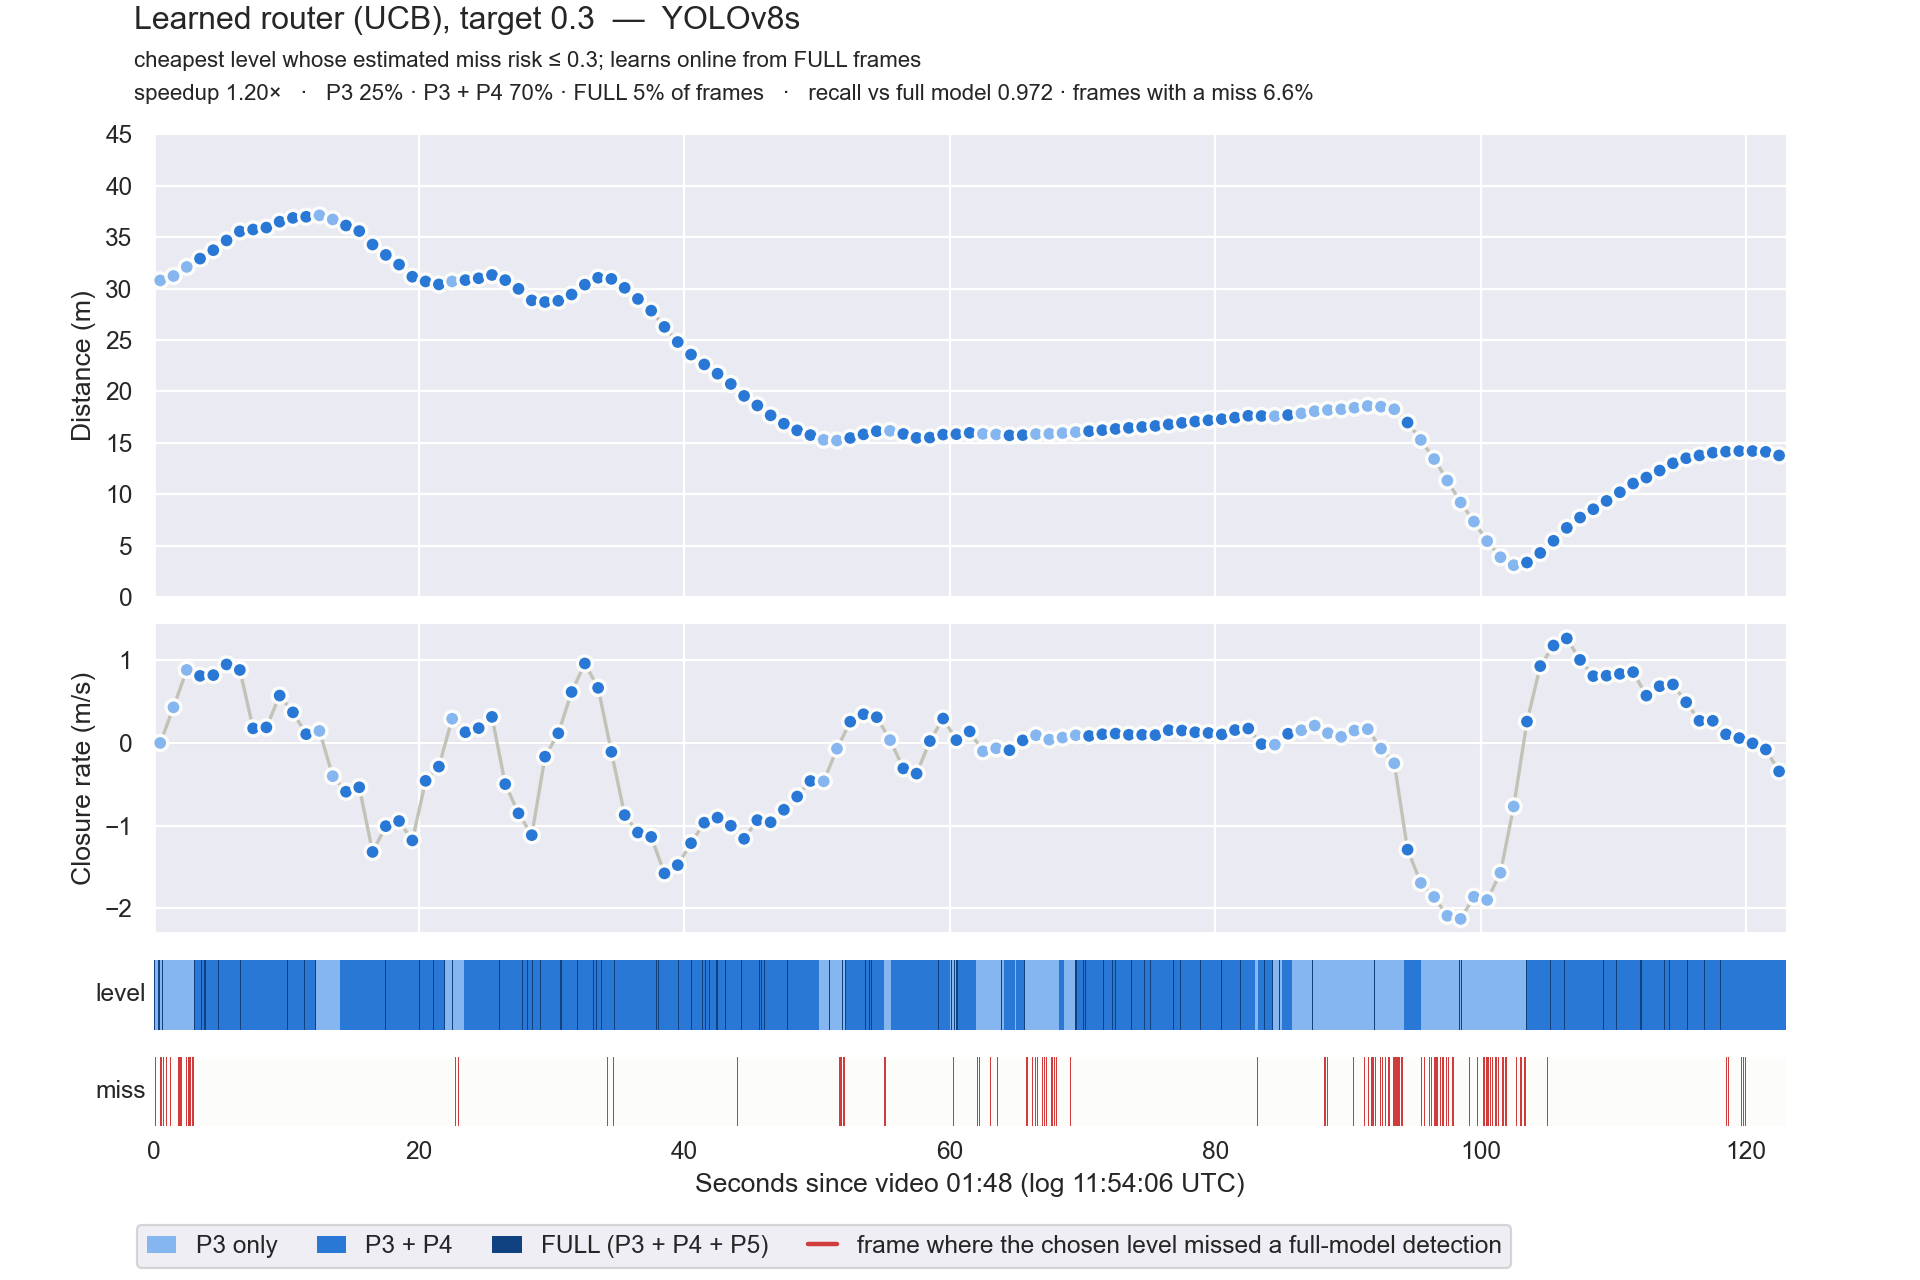 Learned router (UCB), target 0.3 — YOLOv8s
cheapest level whose estimated miss risk ≤ 0.3; learns online from FULL frames
speedup 1.20× · P3 25% · P3 + P4 70% · FULL 5% of frames · recall vs full model 0.972 · frames with a miss 6.6%
45
40
35
30
25
20
15
10
5
0
Distance (m)
1
0
−1
−2
Closure rate (m/s)
level
miss
0 20 40 60 80 100 120
Seconds since video 01:48 (log 11:54:06 UTC)
P3 only P3 + P4 FULL (P3 + P4 + P5) frame where the chosen level missed a full-model detection